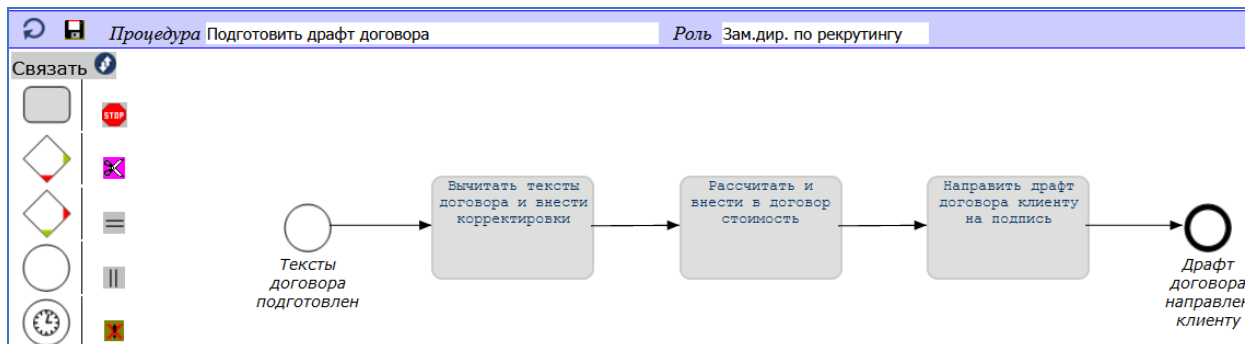 Процедура Подготовить драфт договора Роль Зам.дир. по рекрутингу
Связать
STOP
Вычитать тексты
договора и внести
корректировки
Рассчитать и
внести в договор
стоимость
Направить драфт
договора клиенту
на подпись
Тексты
договора
подготовлен
Драфт
договора
направлен
клиенту